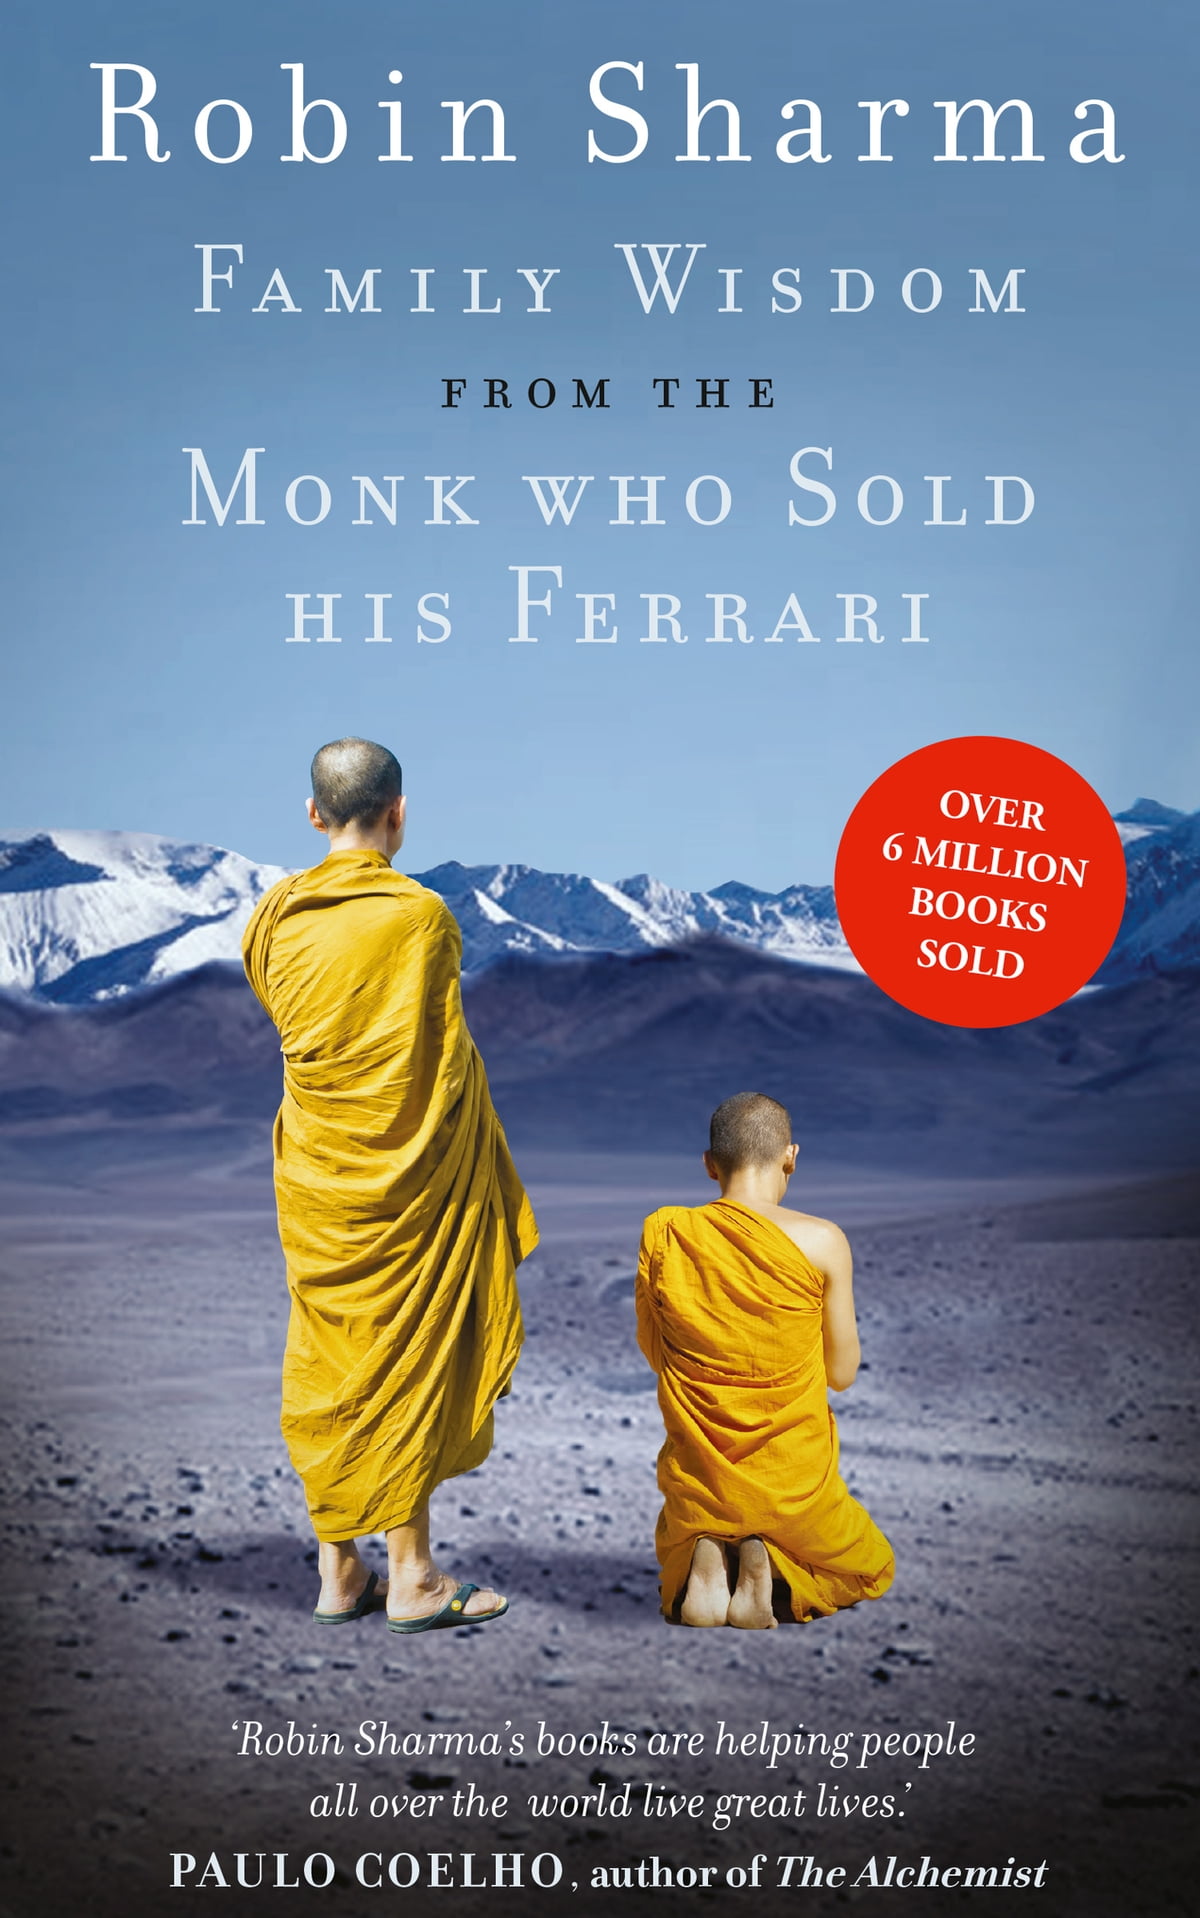 Robin Sharma
FAMILY WISDOM
FROM THE
MONK WHO SOLD
HIS FERRARI
OVER
6 MILLION
BOOKS
SOLD
‘Robin Sharma’s books are helping people
all over the world live great lives.’
PAULO COELHO, author of The Alchemist